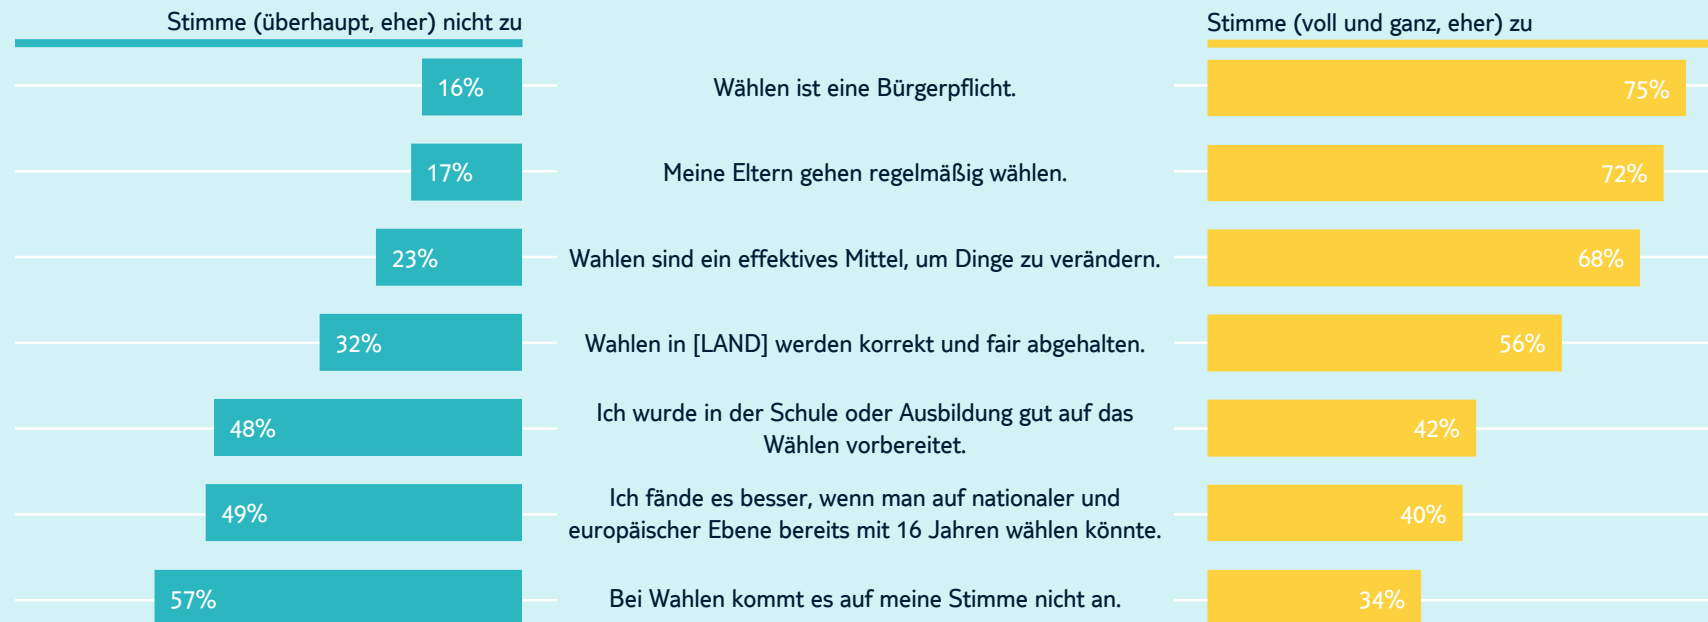 Stimme (überhaupt, eher) nicht zu
Stimme (voll und ganz, eher) zu
16%
Wählen ist eine Bürgerpflicht.
75%
17%
Meine Eltern gehen regelmäßig wählen.
72%
23%
Wahlen sind ein effektives Mittel, um Dinge zu verändern.
68%
32%
Wahlen in [LAND] werden korrekt und fair abgehalten.
56%
48%
Ich wurde in der Schule oder Ausbildung gut auf das
Wählen vorbereitet.
42%
49%
Ich fände es besser, wenn man auf nationaler und
europäischer Ebene bereits mit 16 Jahren wählen könnte.
40%
57%
Bei Wahlen kommt es auf meine Stimme nicht an.
34%